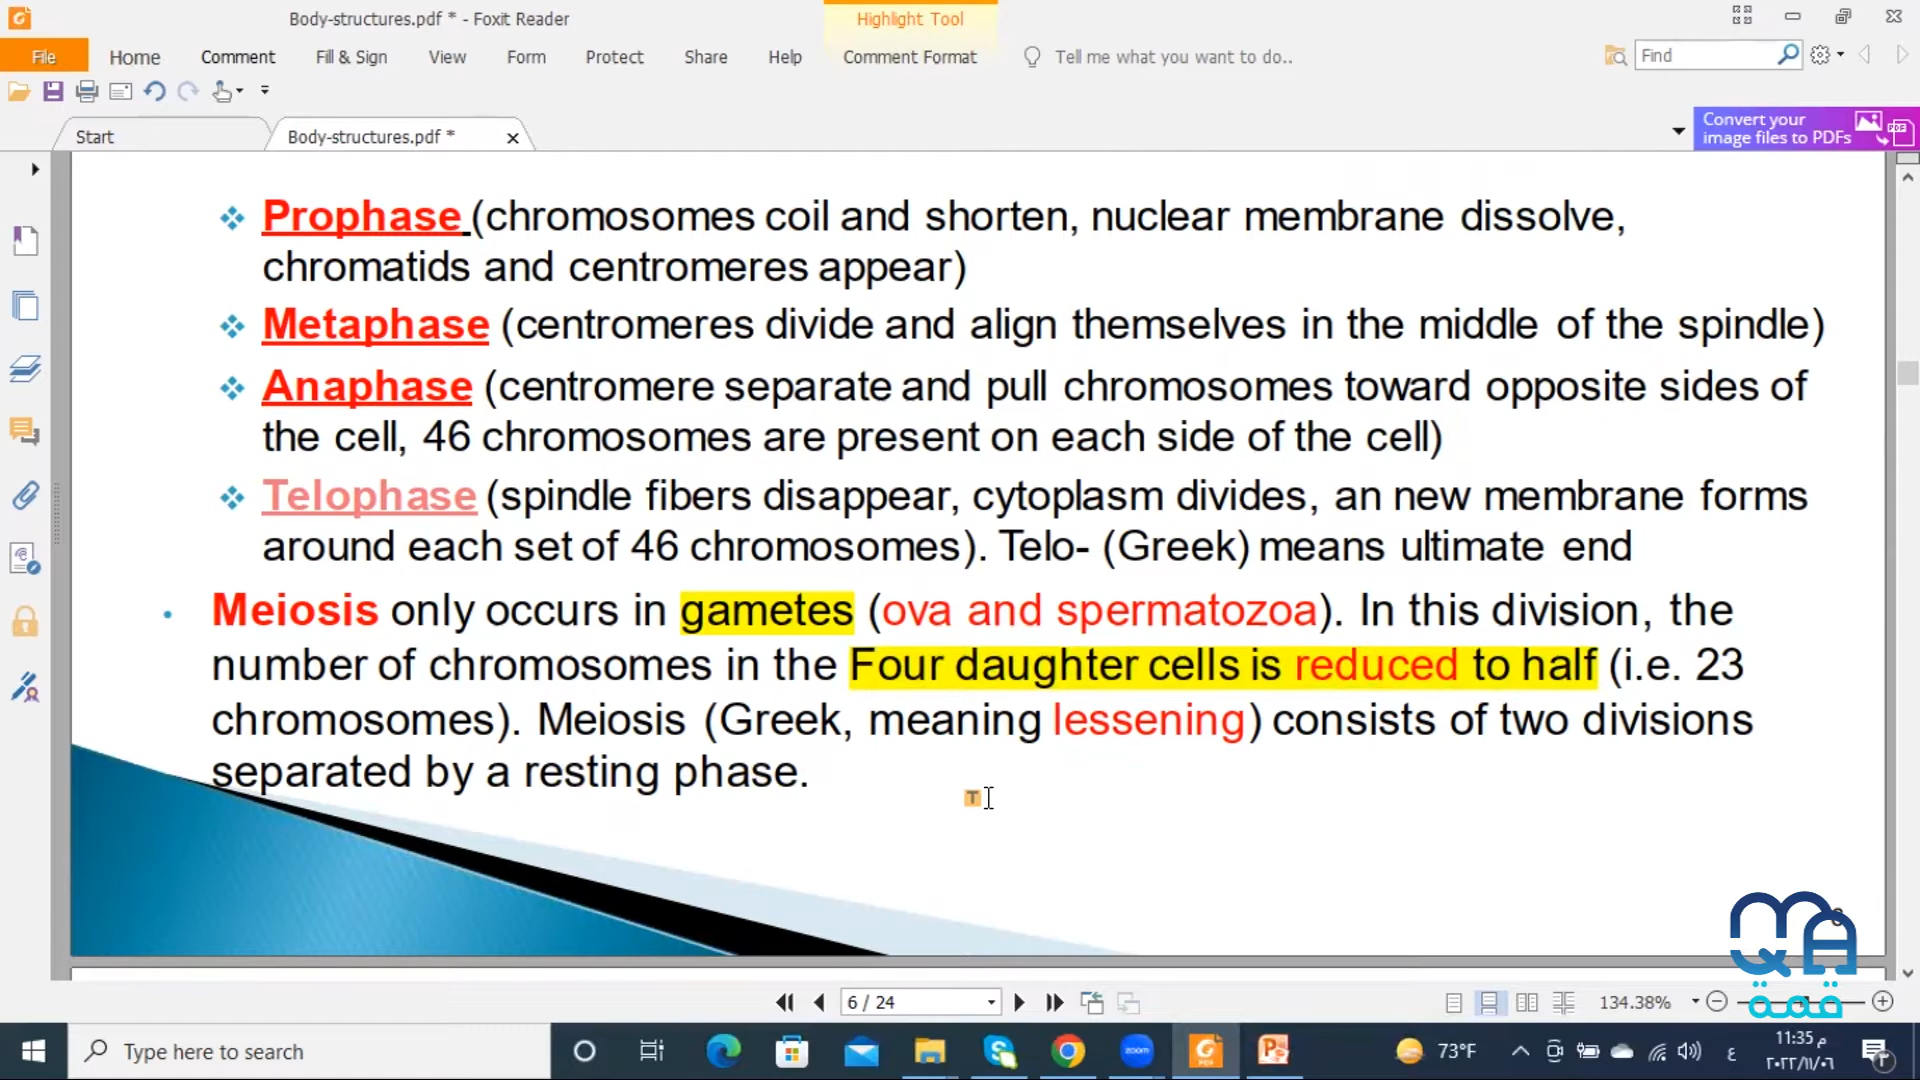 Body-structures.pdf * - Foxit Reader
Highlight Tool
File Home Comment Fill & Sign View Form Protect Share Help Comment Format Tell me what you want to do.. Find
Start Body-structures.pdf *
Convert your
image files to PDFs
Prophase (chromosomes coil and shorten, nuclear membrane dissolve,
chromatids and centromeres appear)
Metaphase (centromeres divide and align themselves in the middle of the spindle)
Anaphase (centromere separate and pull chromosomes toward opposite sides of
the cell, 46 chromosomes are present on each side of the cell)
Telophase (spindle fibers disappear, cytoplasm divides, an new membrane forms
around each set of 46 chromosomes). Telo- (Greek) means ultimate end
• Meiosis only occurs in gametes (ova and spermatozoa). In this division, the
number of chromosomes in the Four daughter cells is reduced to half (i.e. 23
chromosomes). Meiosis (Greek, meaning lessening) consists of two divisions
separated by a resting phase.
قمة
6 / 24 134.38%
Type here to search
zoom
73°F
ع
11:35 م
٢٠٢٢/١١/٠٦